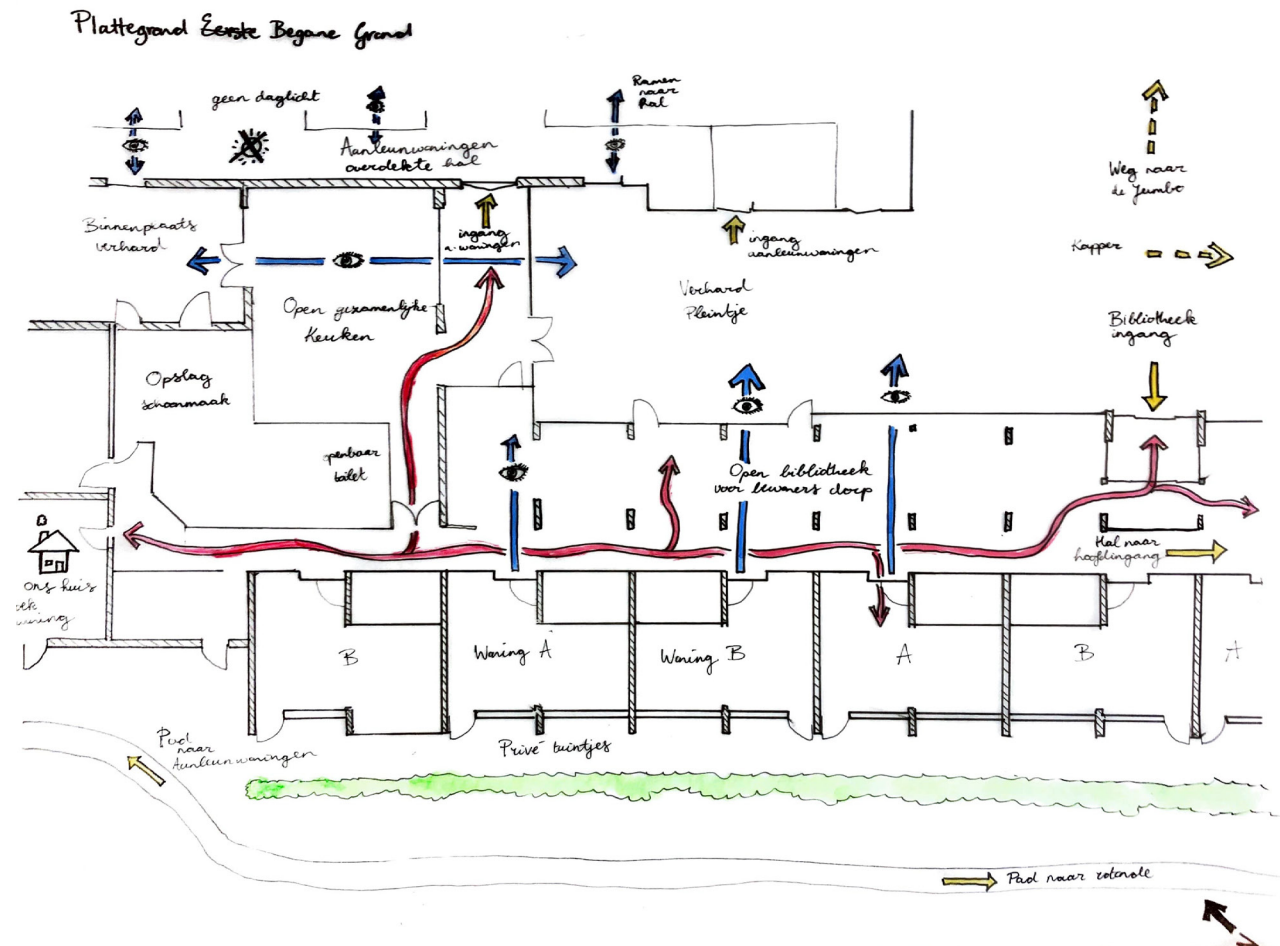 Plattegrond Eerste Begane Grond
geen daglicht
Ramen
naar
Hal
Aanleunwoningen
overdekte hal
Binnenplaats
verhard
ingang
a. woningen
ingang
aanleunwoningen
Weg naar
de Jumbo
Kapper
Open gezamenlijke
Keuken
Verhard
Pleintje
Bibliotheek
ingang
Opslag
schoonmaak
openbaar
toilet
Open bibliotheek
voor bewoners dorp
Hal naar
hoofdingang
ons huis
B
Woning A
Woning B
A
B
A
Pad
naar
Aanleunwoningen
Privé tuintjes
Pad naar rotonde